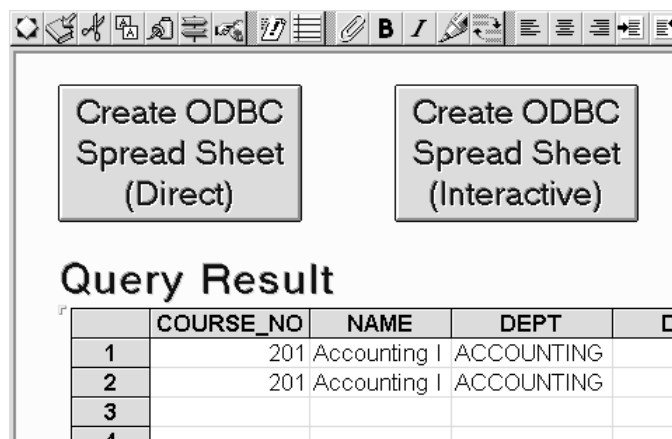 B I
Create ODBC
Spread Sheet
(Direct)
Create ODBC
Spread Sheet
(Interactive)
Query Result
COURSE_NO NAME DEPT
1 201 Accounting I ACCOUNTING
2 201 Accounting I ACCOUNTING
3